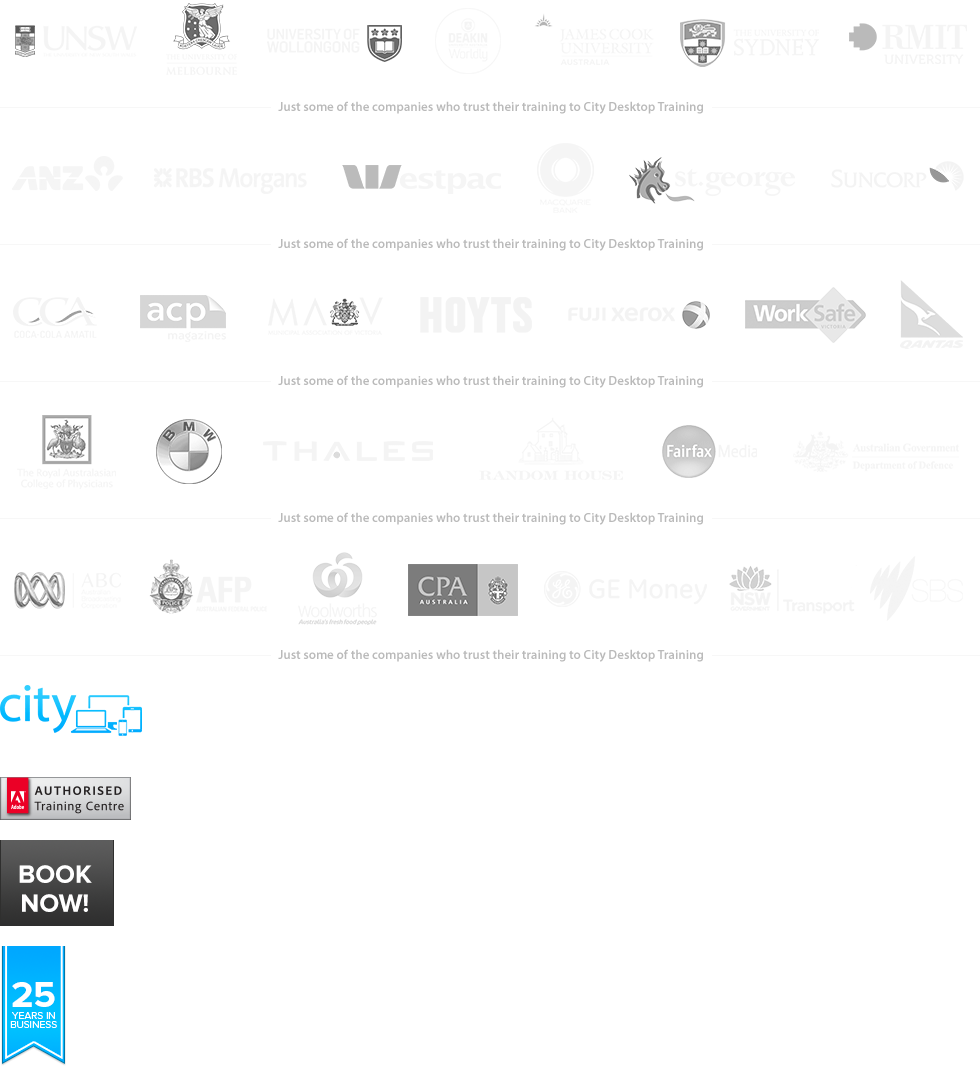 UNSW
THE UNIVERSITY OF
MELBOURNE
UNIVERSITY OF
WOLLONGONG
DEAKIN
Worldly
JAMES COOK
UNIVERSITY
AUSTRALIA
THE UNIVERSITY OF
SYDNEY
RMIT
UNIVERSITY
Just some of the companies who trust their training to City Desktop Training
ANZ
RBS Morgans
Westpac
MACQUARIE
st.george
SUNCORP
Just some of the companies who trust their training to City Desktop Training
CCA
COCA-COLA AMATIL
acp
magazines
MAV
HOYTS
FUJI xerox
WorkSafe
VICTORIA
QANTAS
Just some of the companies who trust their training to City Desktop Training
The Royal Australasian
College of Physicians
BMW
THALES
RANDOM HOUSE
Fairfax Media
Australian Government
Department of Defence
Just some of the companies who trust their training to City Desktop Training
ABC
AFP
Woolworths
Australia's fresh food people
CPA
AUSTRALIA
GE Money
NSW
Transport
SBS
Just some of the companies who trust their training to City Desktop Training
city
Adobe
AUTHORISED
Training Centre
BOOK
NOW!
25
YEARS IN
BUSINESS